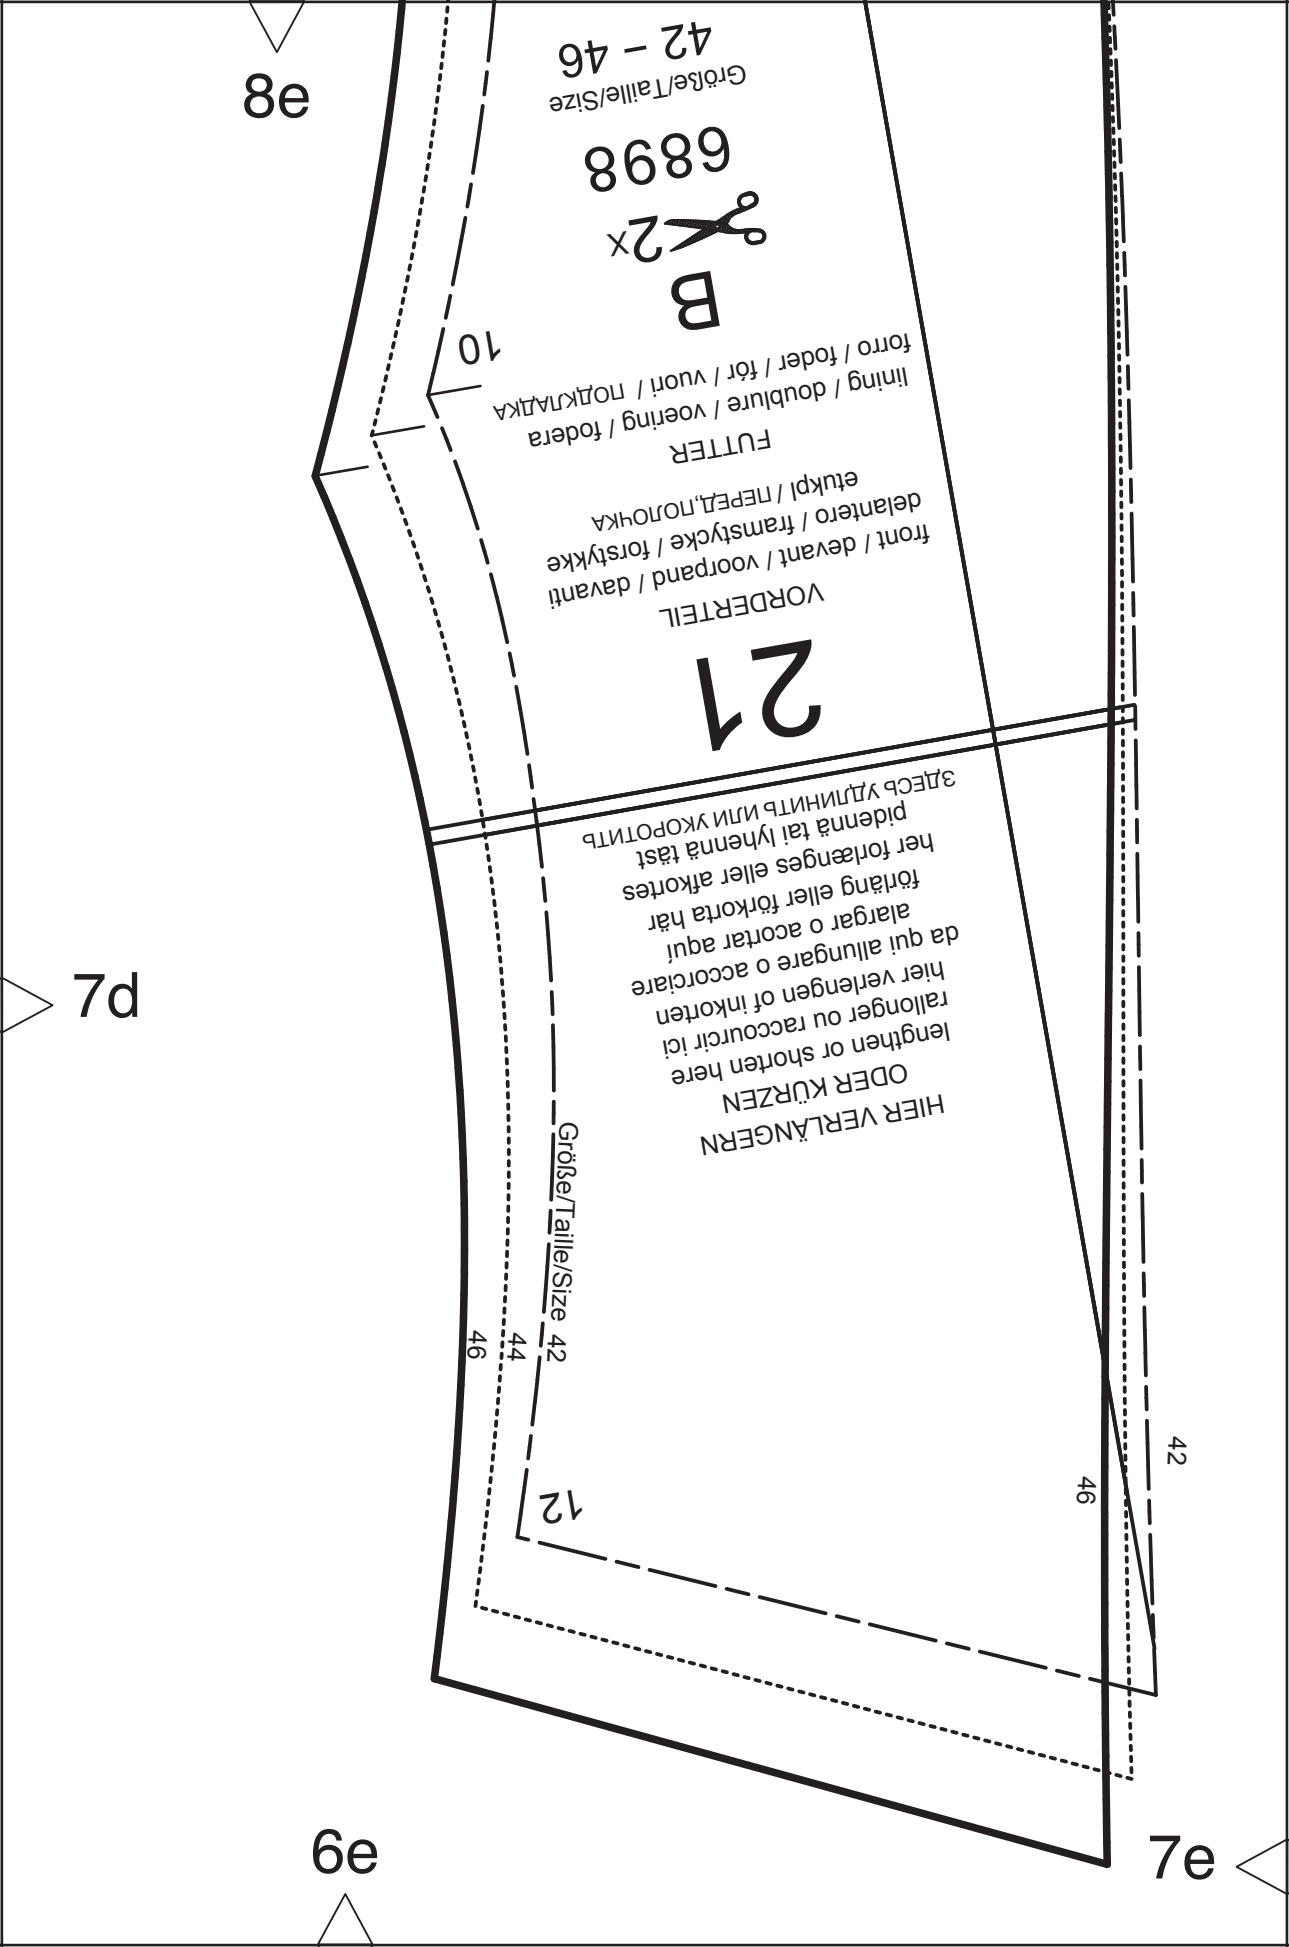 8e
7d
6e
7e
HIER VERLÄNGERN
ODER KÜRZEN
lengthen or shorten here
rallonger ou raccourcir ici
hier verlengen of inkorten
da qui allungare o accorciare
alargar o acortar aquí
förläng eller förkorta här
her forlænges eller afkortes
pidennä tai lyhennä täst
ЗДЕСЬ УДЛИНИТЬ ИЛИ УКОРОТИТЬ
21
VORDERTEIL
front / devant / voorpand / davanti
delantero / framstycke / forstykke
etukpl / ПЕРЕД,ПОЛОЧКА
FUTTER
lining / doublure / voering / fodera
forro / foder / fór / vuori / ПОДКЛАДКА
B
2x
6898
Größe/Taille/Size
42 – 46
10
12
Größe/Taille/Size 42
44
46
42
46